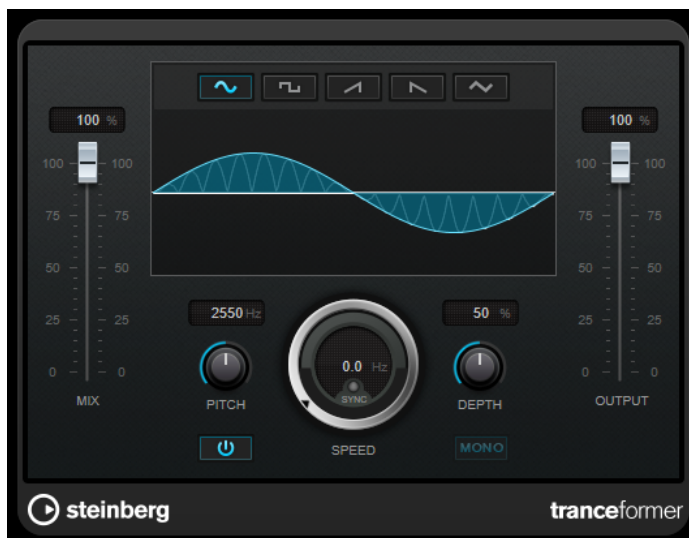 100 %
100 %
100 100
75 75
50 50
25 25
0 0
MIX
100 100
75 75
50 50
25 25
0 0
OUTPUT
2550 Hz
PITCH
0.0 Hz
SYNC
SPEED
50 %
DEPTH
MONO
steinberg
tranceformer